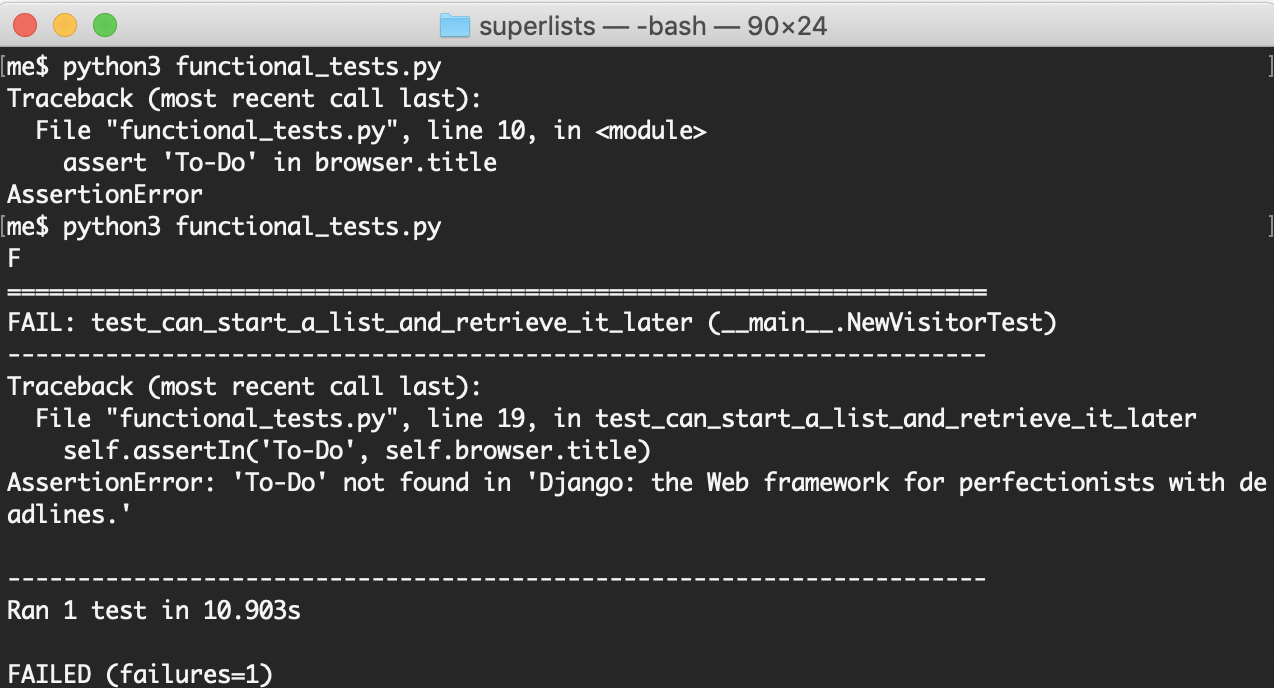 superlists — -bash — 90×24
[me$ python3 functional_tests.py ]
Traceback (most recent call last):
  File "functional_tests.py", line 10, in <module>
    assert 'To-Do' in browser.title
AssertionError
[me$ python3 functional_tests.py ]
F
======================================================================
FAIL: test_can_start_a_list_and_retrieve_it_later (__main__.NewVisitorTest)
----------------------------------------------------------------------
Traceback (most recent call last):
  File "functional_tests.py", line 19, in test_can_start_a_list_and_retrieve_it_later
    self.assertIn('To-Do', self.browser.title)
AssertionError: 'To-Do' not found in 'Django: the Web framework for perfectionists with de
adlines.'
----------------------------------------------------------------------
Ran 1 test in 10.903s
FAILED (failures=1)